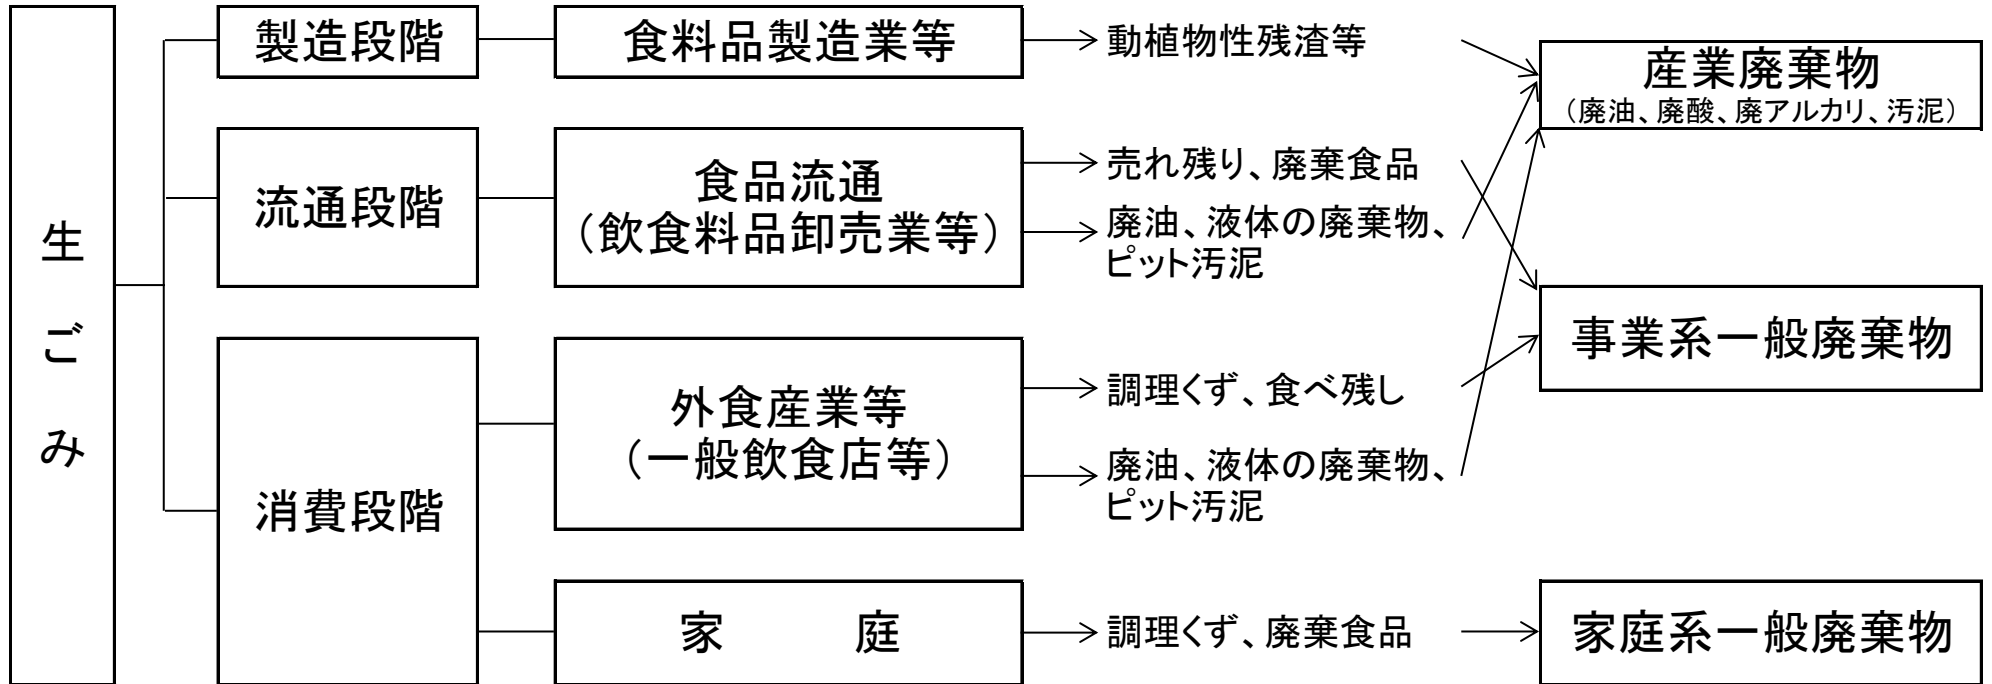 生ごみ
製造段階
食料品製造業等
動植物性残渣等
産業廃棄物
（廃油、廃酸、廃アルカリ、汚泥）
流通段階
食品流通
（飲食料品卸売業等）
売れ残り、廃棄食品
廃油、液体の廃棄物、
ピット汚泥
事業系一般廃棄物
消費段階
外食産業等
（一般飲食店等）
調理くず、食べ残し
廃油、液体の廃棄物、
ピット汚泥
家庭
調理くず、廃棄食品
家庭系一般廃棄物